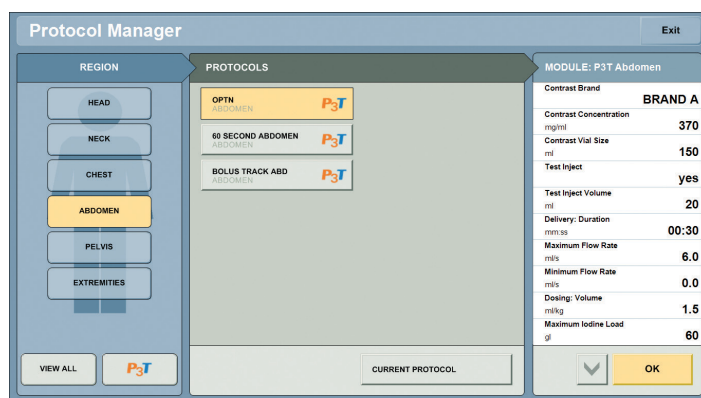 Protocol Manager
Exit
REGION
PROTOCOLS
MODULE: P3T Abdomen
HEAD
NECK
CHEST
ABDOMEN
PELVIS
EXTREMITIES
VIEW ALL
P3T
OPTN
ABDOMEN
P3T
60 SECOND ABDOMEN
ABDOMEN
P3T
BOLUS TRACK ABD
ABDOMEN
P3T
CURRENT PROTOCOL
Contrast Brand
BRAND A
Contrast Concentration
mg/ml 370
Contrast Vial Size
ml 150
Test Inject
yes
Test Inject Volume
ml 20
Delivery: Duration
mm:ss 00:30
Maximum Flow Rate
ml/s 6.0
Minimum Flow Rate
ml/s 0.0
Dosing: Volume
ml/kg 1.5
Maximum Iodine Load
gI 60
OK